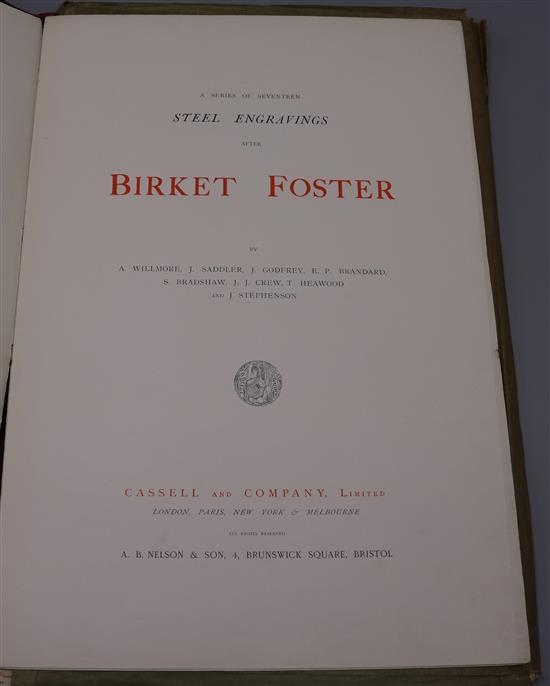 A SERIES OF SEVENTEEN
STEEL ENGRAVINGS
AFTER
BIRKET FOSTER
BY
A. WILLMORE, J. SADDLER, J. GODFREY, E. P. BRANDARD,
S. BRADSHAW, J. J. CREW, T. HEAWOOD
AND J. STEPHENSON
CASSELL AND COMPANY, LIMITED
LONDON, PARIS, NEW YORK & MELBOURNE
ALL RIGHTS RESERVED
A. B. NELSON & SON, 4, BRUNSWICK SQUARE, BRISTOL